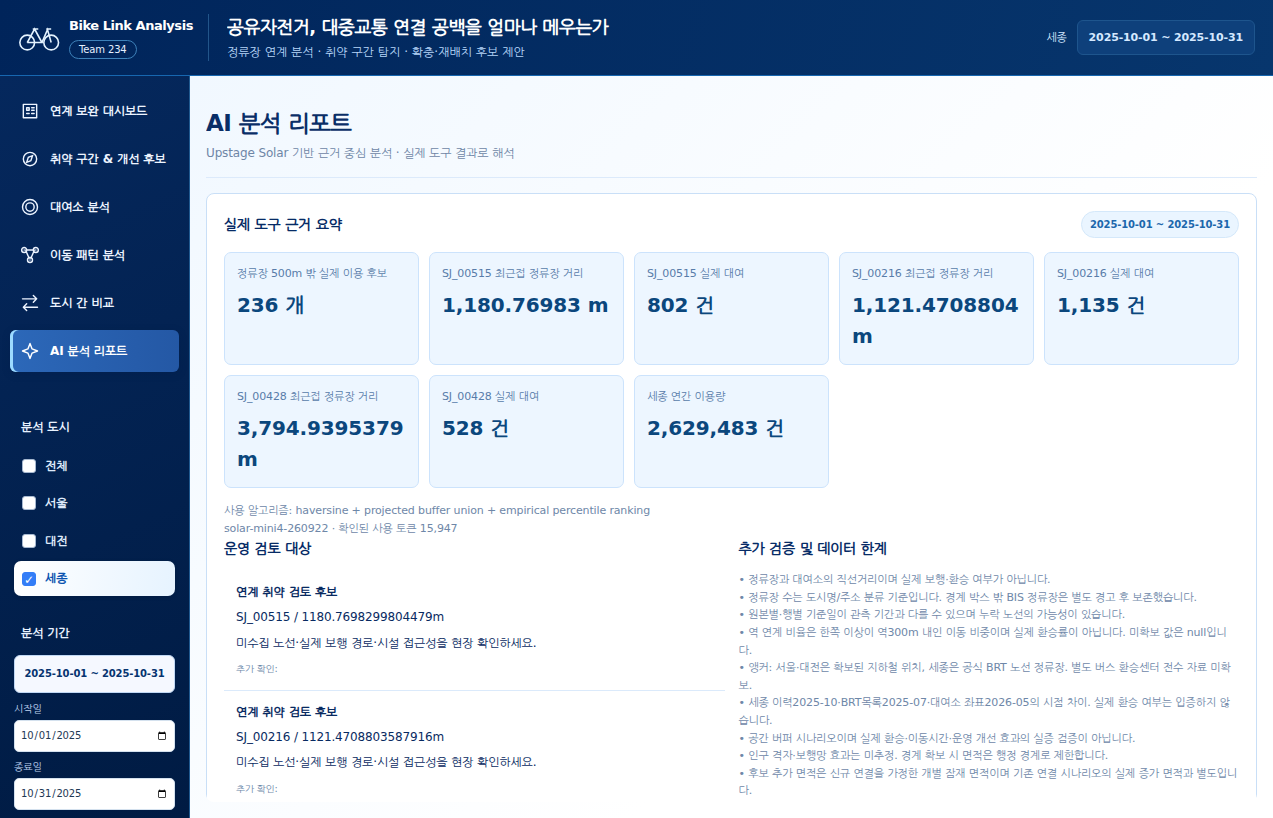 Bike Link Analysis
Team 234
공유자전거, 대중교통 연결 공백을 얼마나 메우는가
정류장 연계 분석 · 취약 구간 탐지 · 확충·재배치 후보 제안
세종
2025-10-01 ~ 2025-10-31
연계 보완 대시보드
취약 구간 & 개선 후보
대여소 분석
이동 패턴 분석
도시 간 비교
AI 분석 리포트
분석 도시
전체
서울
대전
세종
분석 기간
2025-10-01 ~ 2025-10-31
시작일
10/01/2025
종료일
10/31/2025
AI 분석 리포트
Upstage Solar 기반 근거 중심 분석 · 실제 도구 결과로 해석
실제 도구 근거 요약
2025-10-01 ~ 2025-10-31
정류장 500m 밖 실제 이용 후보
236 개
SJ_00515 최근접 정류장 거리
1,180.76983 m
SJ_00515 실제 대여
802 건
SJ_00216 최근접 정류장 거리
1,121.4708804
m
SJ_00216 실제 대여
1,135 건
SJ_00428 최근접 정류장 거리
3,794.9395379
m
SJ_00428 실제 대여
528 건
세종 연간 이용량
2,629,483 건
사용 알고리즘: haversine + projected buffer union + empirical percentile ranking
solar-mini4-260922 · 확인된 사용 토큰 15,947
운영 검토 대상
연계 취약 검토 후보
SJ_00515 / 1180.7698299804479m
미수집 노선·실제 보행 경로·시설 접근성을 현장 확인하세요.
추가 확인:
연계 취약 검토 후보
SJ_00216 / 1121.4708803587916m
미수집 노선·실제 보행 경로·시설 접근성을 현장 확인하세요.
추가 확인:
추가 검증 및 데이터 한계
• 정류장과 대여소의 직선거리이며 실제 보행·환승 여부가 아닙니다.
• 정류장 수는 도시명/주소 분류 기준입니다. 경계 박스 밖 BIS 정류장은 별도 경고 후 보존했습니다.
• 원본별·행별 기준일이 관측 기간과 다를 수 있으며 누락 노선의 가능성이 있습니다.
• 역 연계 비율은 한쪽 이상이 역300m 내인 이동 비중이며 실제 환승률이 아닙니다. 미확보 값은 null입니
다.
• 앵커: 서울·대전은 확보된 지하철 위치, 세종은 공식 BRT 노선 정류장. 별도 버스 환승센터 전수 자료 미확
보.
• 세종 이력2025-10·BRT목록2025-07·대여소 좌표2026-05의 시점 차이. 실제 환승 여부는 입증하지 않
습니다.
• 공간 버퍼 시나리오이며 실제 환승·이동시간·운영 개선 효과의 실증 검증이 아닙니다.
• 인구 격자·보행망 효과는 미추정. 경계 확보 시 면적은 행정 경계로 제한합니다.
• 후보 추가 면적은 신규 연결을 가정한 개별 잠재 면적이며 기존 연결 시나리오의 실제 증가 면적과 별도입니
다.